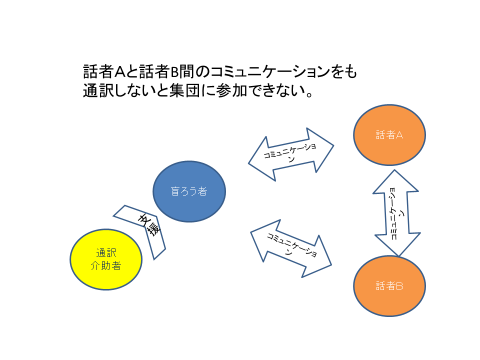 話者Aと話者B間のコミュニケーションをも
通訳しないと集団に参加できない。
話者A
コミュニケーショ
ン
盲ろう者
コミュニケーショ
ン
支
援
コミュニケーショ
ン
通訳
介助者
話者B